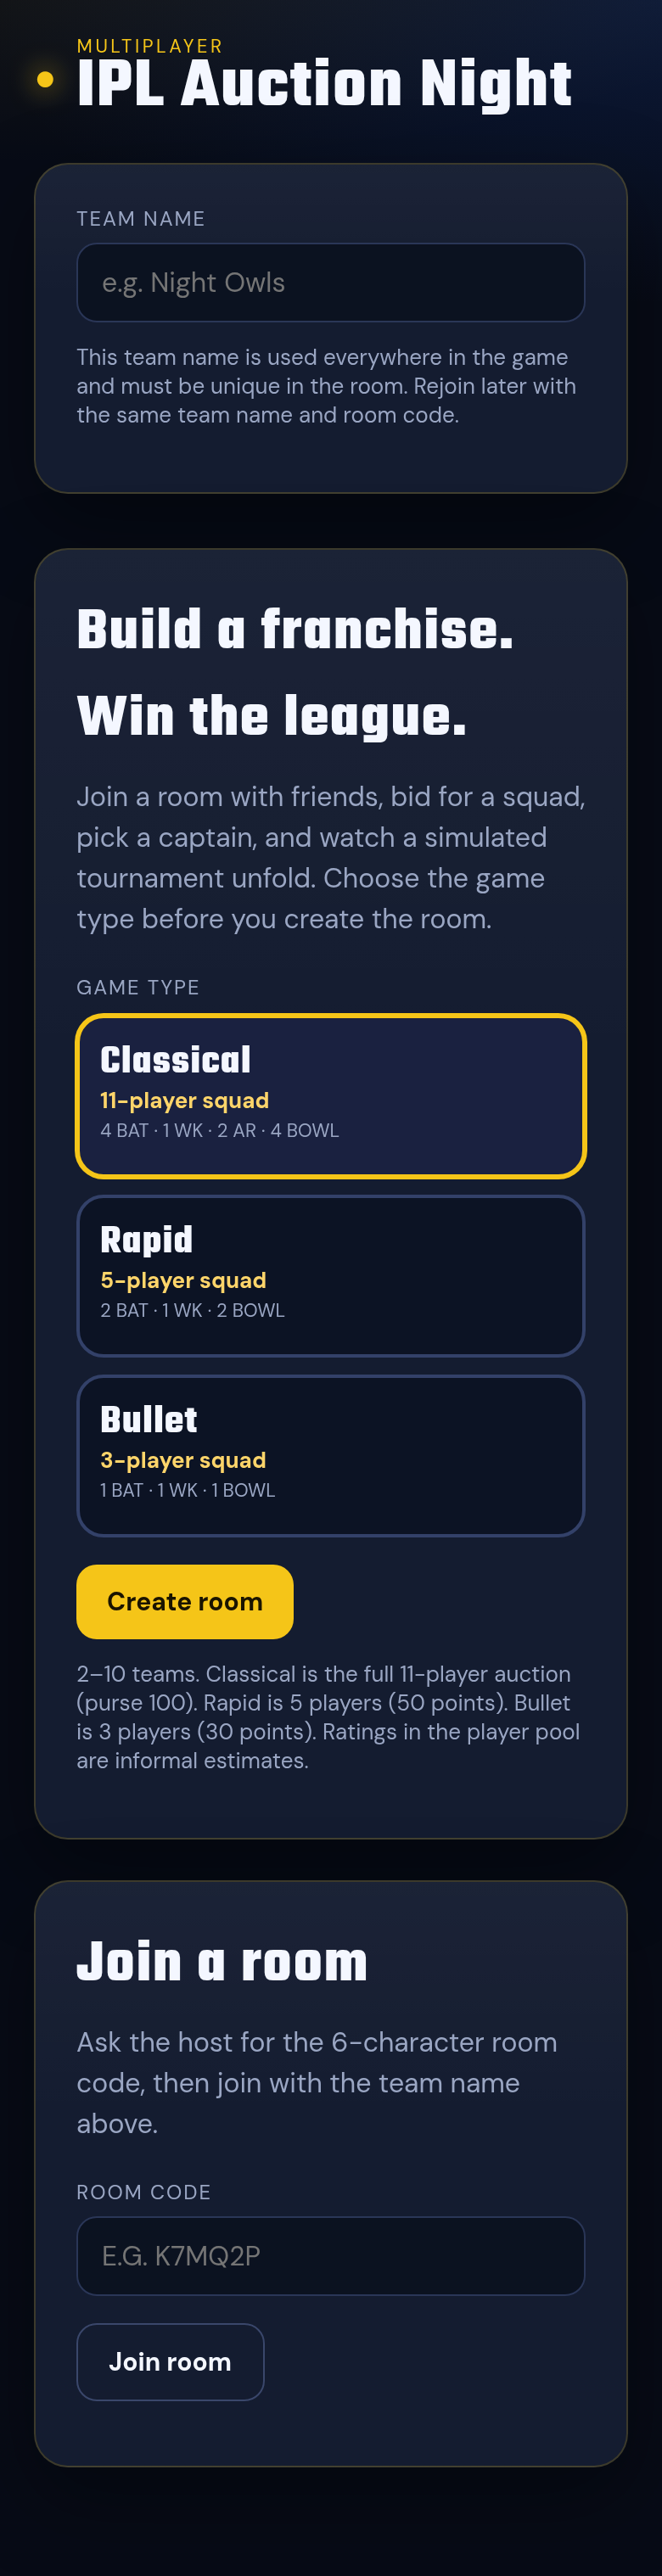 MULTIPLAYER
IPL Auction Night
TEAM NAME
e.g. Night Owls
This team name is used everywhere in the game
and must be unique in the room. Rejoin later with
the same team name and room code.
Build a franchise.
Win the league.
Join a room with friends, bid for a squad,
pick a captain, and watch a simulated
tournament unfold. Choose the game
type before you create the room.
GAME TYPE
Classical
11-player squad
4 BAT · 1 WK · 2 AR · 4 BOWL
Rapid
5-player squad
2 BAT · 1 WK · 2 BOWL
Bullet
3-player squad
1 BAT · 1 WK · 1 BOWL
Create room
2–10 teams. Classical is the full 11-player auction
(purse 100). Rapid is 5 players (50 points). Bullet
is 3 players (30 points). Ratings in the player pool
are informal estimates.
Join a room
Ask the host for the 6-character room
code, then join with the team name
above.
ROOM CODE
E.G. K7MQ2P
Join room